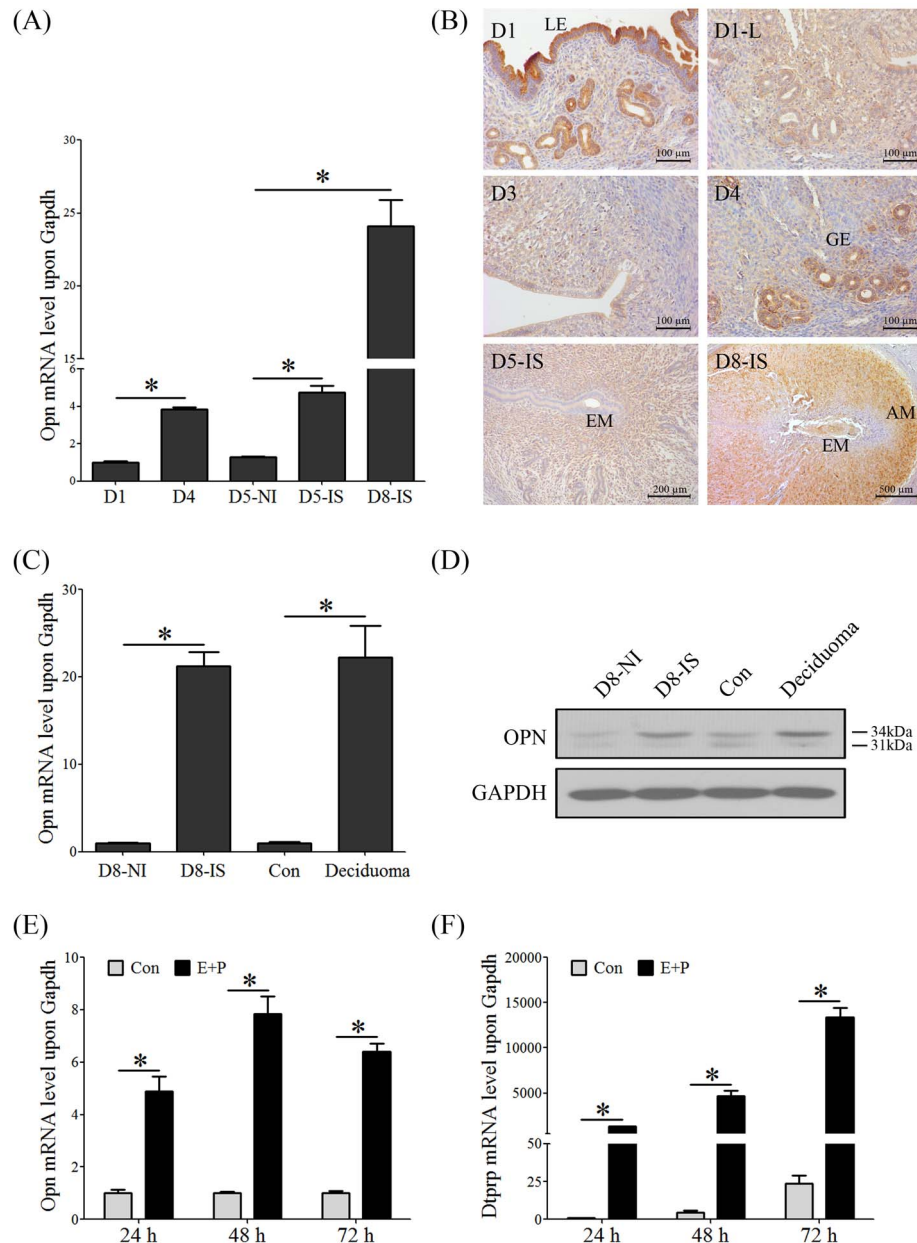 (A)
Opn mRNA level upon Gapdh
30
25
20
15
6
4
2
0
*
*
*
D1 D4 D5-NI D5-IS D8-IS
(B)
D1
LE
100 µm
D1-L
100 µm
D3
100 µm
D4
GE
100 µm
D5-IS
EM
200 µm
D8-IS
AM
EM
500 µm
(C)
Opn mRNA level upon Gapdh
30
20
10
0
*
*
D8-NI D8-IS Con Deciduoma
(D)
D8-NI D8-IS Con Deciduoma
OPN
34kDa
31kDa
GAPDH
(E)
Con E+P
Opn mRNA level upon Gapdh
10
8
6
4
2
0
*
*
*
24 h 48 h 72 h
(F)
Con E+P
Dtprp mRNA level upon Gapdh
20000
15000
10000
5000
50
25
0
*
*
*
24 h 48 h 72 h